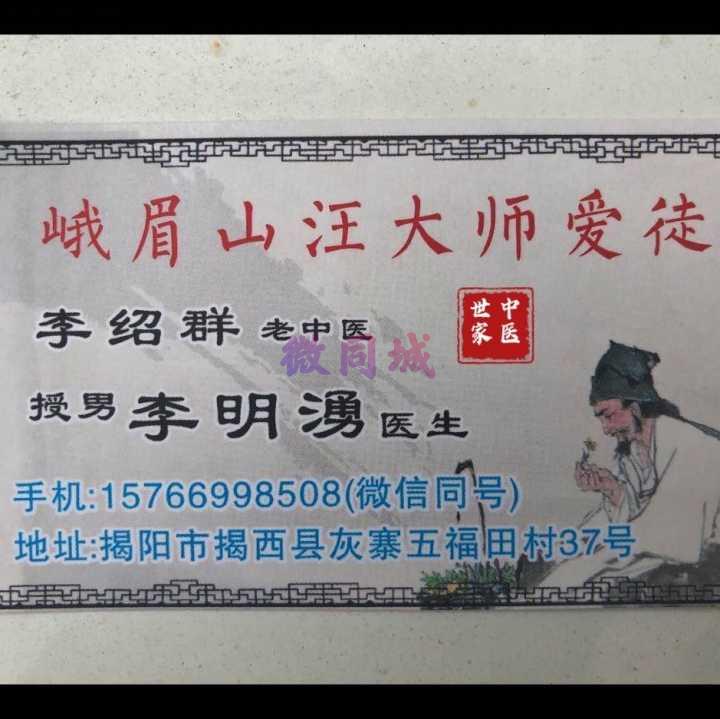 峨眉山汪大师爱徒
李绍群老中医
中医世家
微同城
授男李明湧医生
手机:15766998508(微信同号)
地址:揭阳市揭西县灰寨五福田村37号